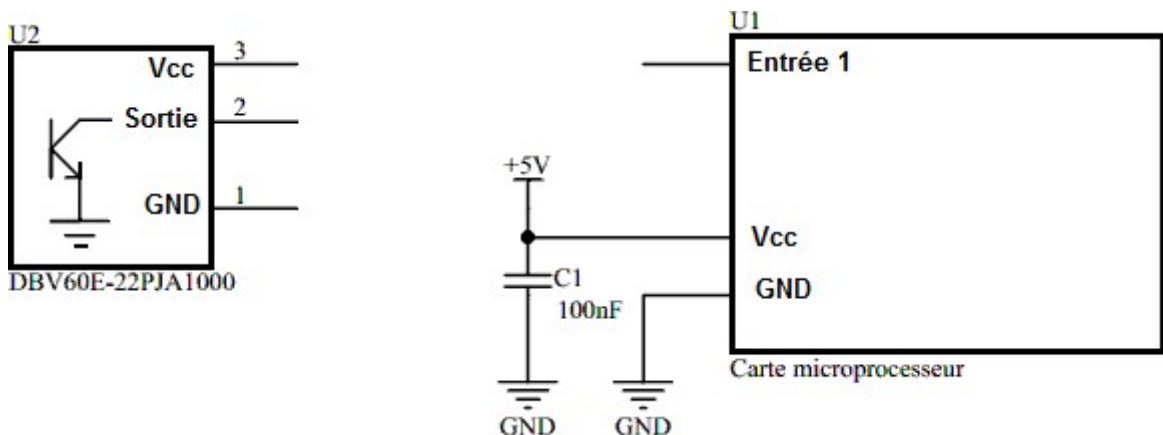 U2
Vcc
3
Sortie
2
GND
1
DBV60E-22PJA1000
U1
Entrée 1
+5V
Vcc
C1
100nF
GND
GND
GND
Carte microprocesseur